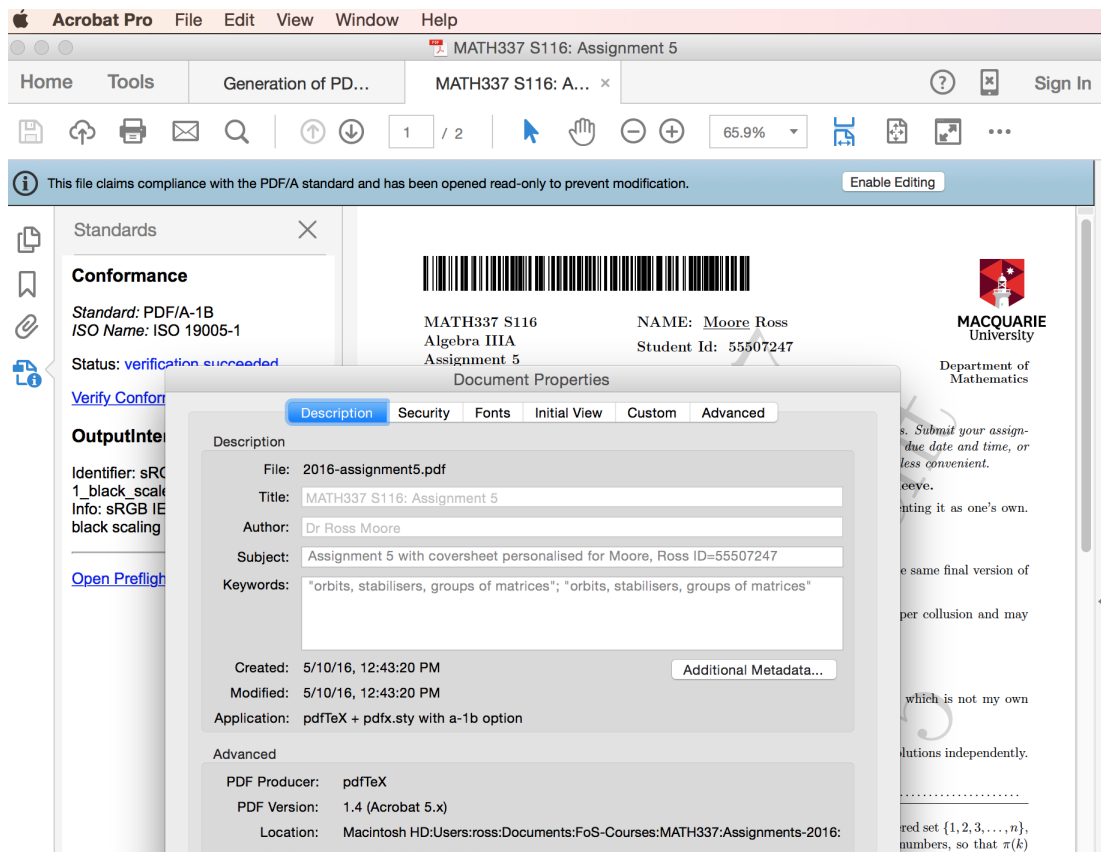 Acrobat Pro File Edit View Window Help
MATH337 S116: Assignment 5
Home Tools Generation of PD... MATH337 S116: A... × Sign In
1 / 2 65.9%
This file claims compliance with the PDF/A standard and has been opened read-only to prevent modification. Enable Editing
Standards
Conformance
Standard: PDF/A-1B
ISO Name: ISO 19005-1
Status: verification succeeded
Verify Confor
OutputInte
Identifier: sRG
1_black_scale
Info: sRGB IE
black scaling
Open Prefligh
MATH337 S116
Algebra IIIA
Assignment 5
NAME: Moore Ross
Student Id: 55507247
MACQUARIE
University
Department of
Mathematics
s. Submit your assign-
due date and time, or
less convenient.
eeve.
enting it as one's own.
e same final version of
per collusion and may
which is not my own
olutions independently.
ered set {1, 2, 3, . . . , n},
numbers, so that π(k)
Document Properties
Description Security Fonts Initial View Custom Advanced
Description
File: 2016-assignment5.pdf
Title: MATH337 S116: Assignment 5
Author: Dr Ross Moore
Subject: Assignment 5 with coversheet personalised for Moore, Ross ID=55507247
Keywords: "orbits, stabilisers, groups of matrices"; "orbits, stabilisers, groups of matrices"
Created: 5/10/16, 12:43:20 PM
Modified: 5/10/16, 12:43:20 PM
Additional Metadata...
Application: pdfTeX + pdfx.sty with a-1b option
Advanced
PDF Producer: pdfTeX
PDF Version: 1.4 (Acrobat 5.x)
Location: Macintosh HD:Users:ross:Documents:FoS-Courses:MATH337:Assignments-2016: